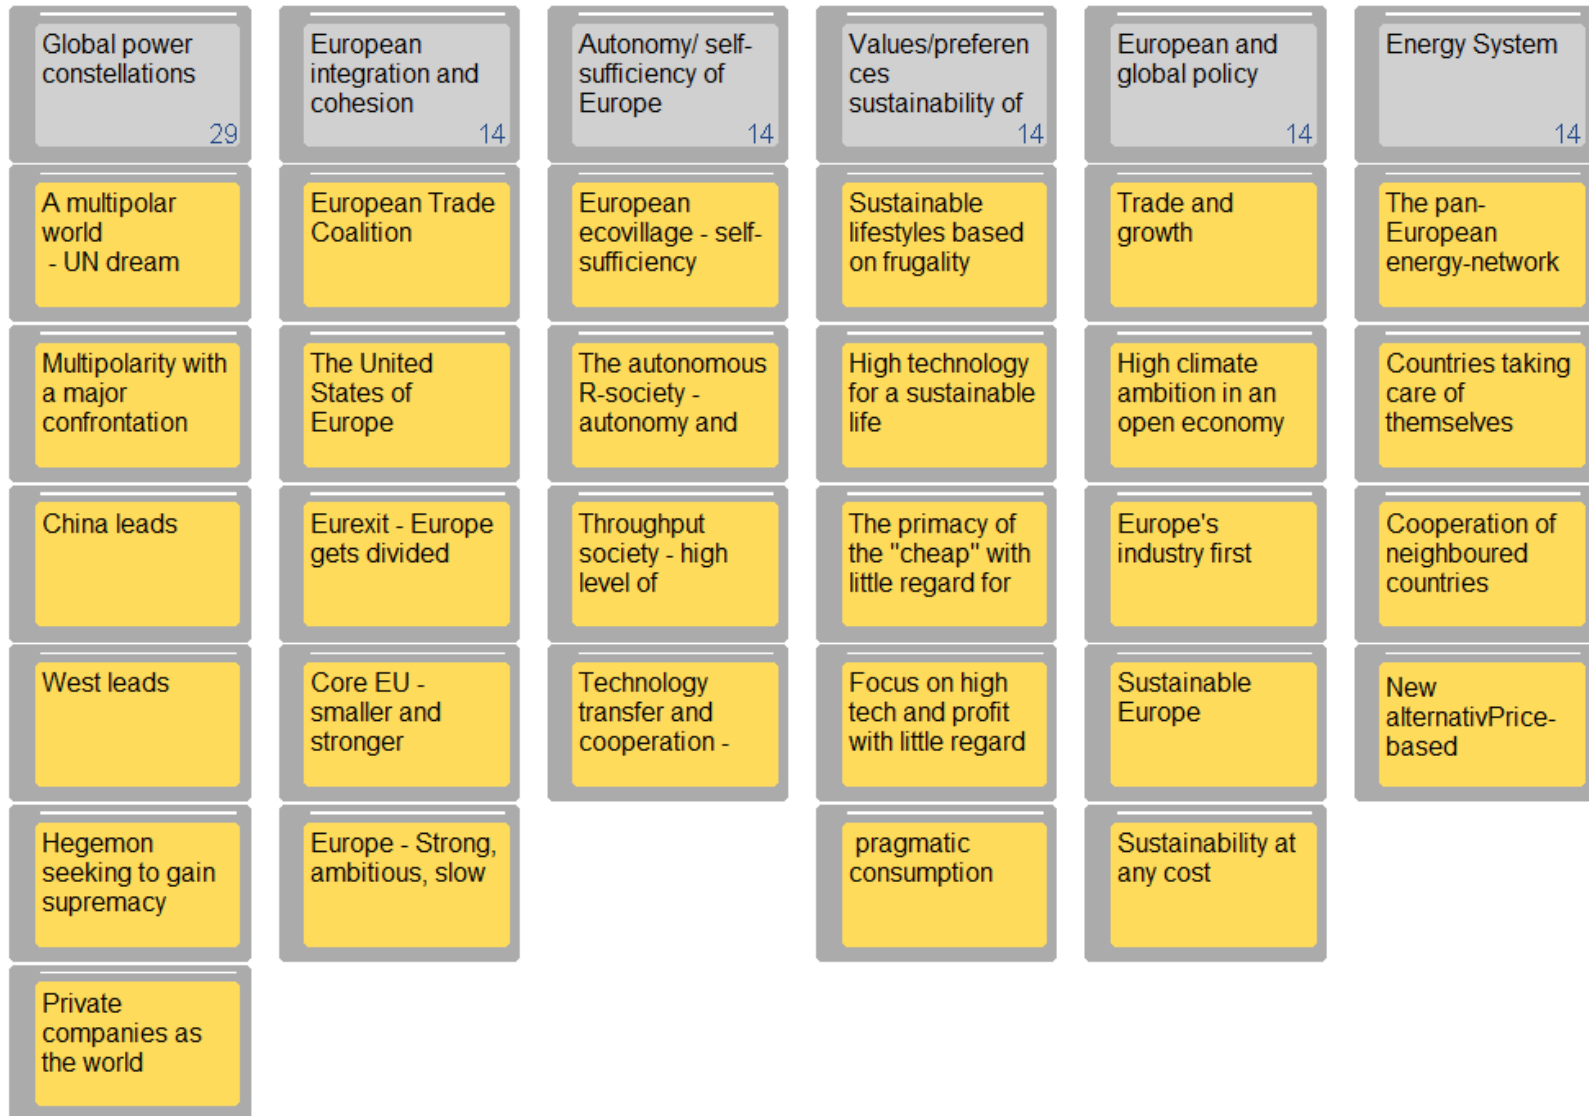 Global power
constellations
29
European
integration and
cohesion
14
Autonomy/ self-
sufficiency of
Europe
14
Values/preferen
ces
sustainability of
14
European and
global policy
14
Energy System
14
A multipolar
world
- UN dream
European Trade
Coalition
European
ecovillage - self-
sufficiency
Sustainable
lifestyles based
on frugality
Trade and
growth
The pan-
European
energy-network
Multipolarity with
a major
confrontation
The United
States of
Europe
The autonomous
R-society -
autonomy and
High technology
for a sustainable
life
High climate
ambition in an
open economy
Countries taking
care of
themselves
China leads
Eurexit - Europe
gets divided
Throughput
society - high
level of
The primacy of
the "cheap" with
little regard for
Europe's
industry first
Cooperation of
neighboured
countries
West leads
Core EU -
smaller and
stronger
Technology
transfer and
cooperation -
Focus on high
tech and profit
with little regard
Sustainable
Europe
New
alternativPrice-
based
Hegemon
seeking to gain
supremacy
Europe - Strong,
ambitious, slow
pragmatic
consumption
Sustainability at
any cost
Private
companies as
the world